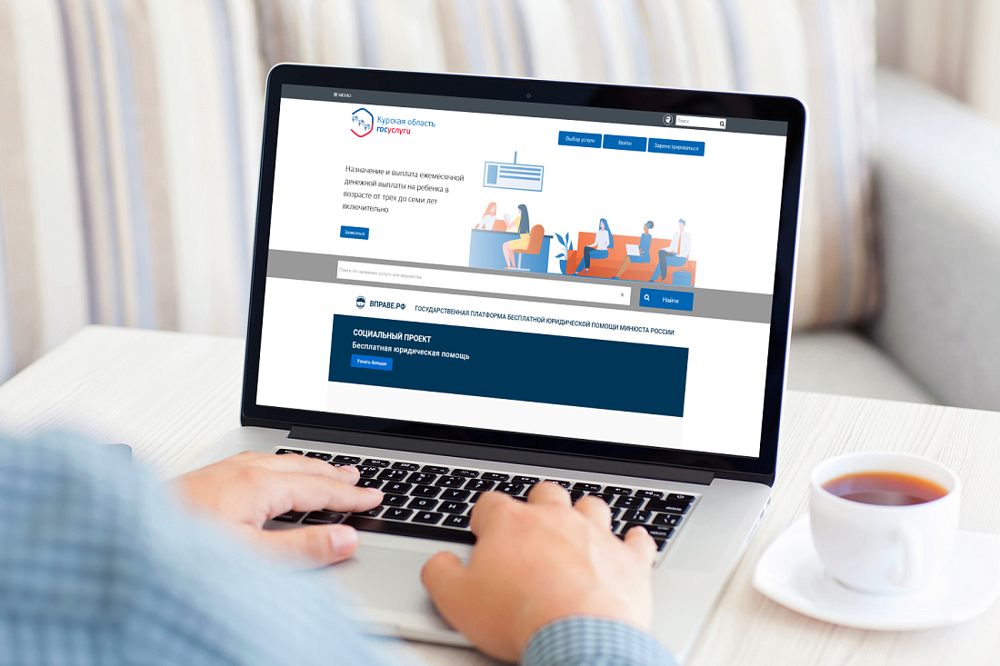 МЕНЮ
Поиск
Курская область
госуслуги
Выбор услуги
Войти
Зарегистрироваться
Назначение и выплата ежемесячной
денежной выплаты на ребенка в
возрасте от трех до семи лет
включительно
Записаться
Поиск по названию услуги или ведомства
Найти
ВПРАВЕ.РФ
ГОСУДАРСТВЕННАЯ ПЛАТФОРМА БЕСПЛАТНОЙ ЮРИДИЧЕСКОЙ ПОМОЩИ МИНЮСТА РОССИИ
СОЦИАЛЬНЫЙ ПРОЕКТ
Бесплатная юридическая помощь
Узнать больше